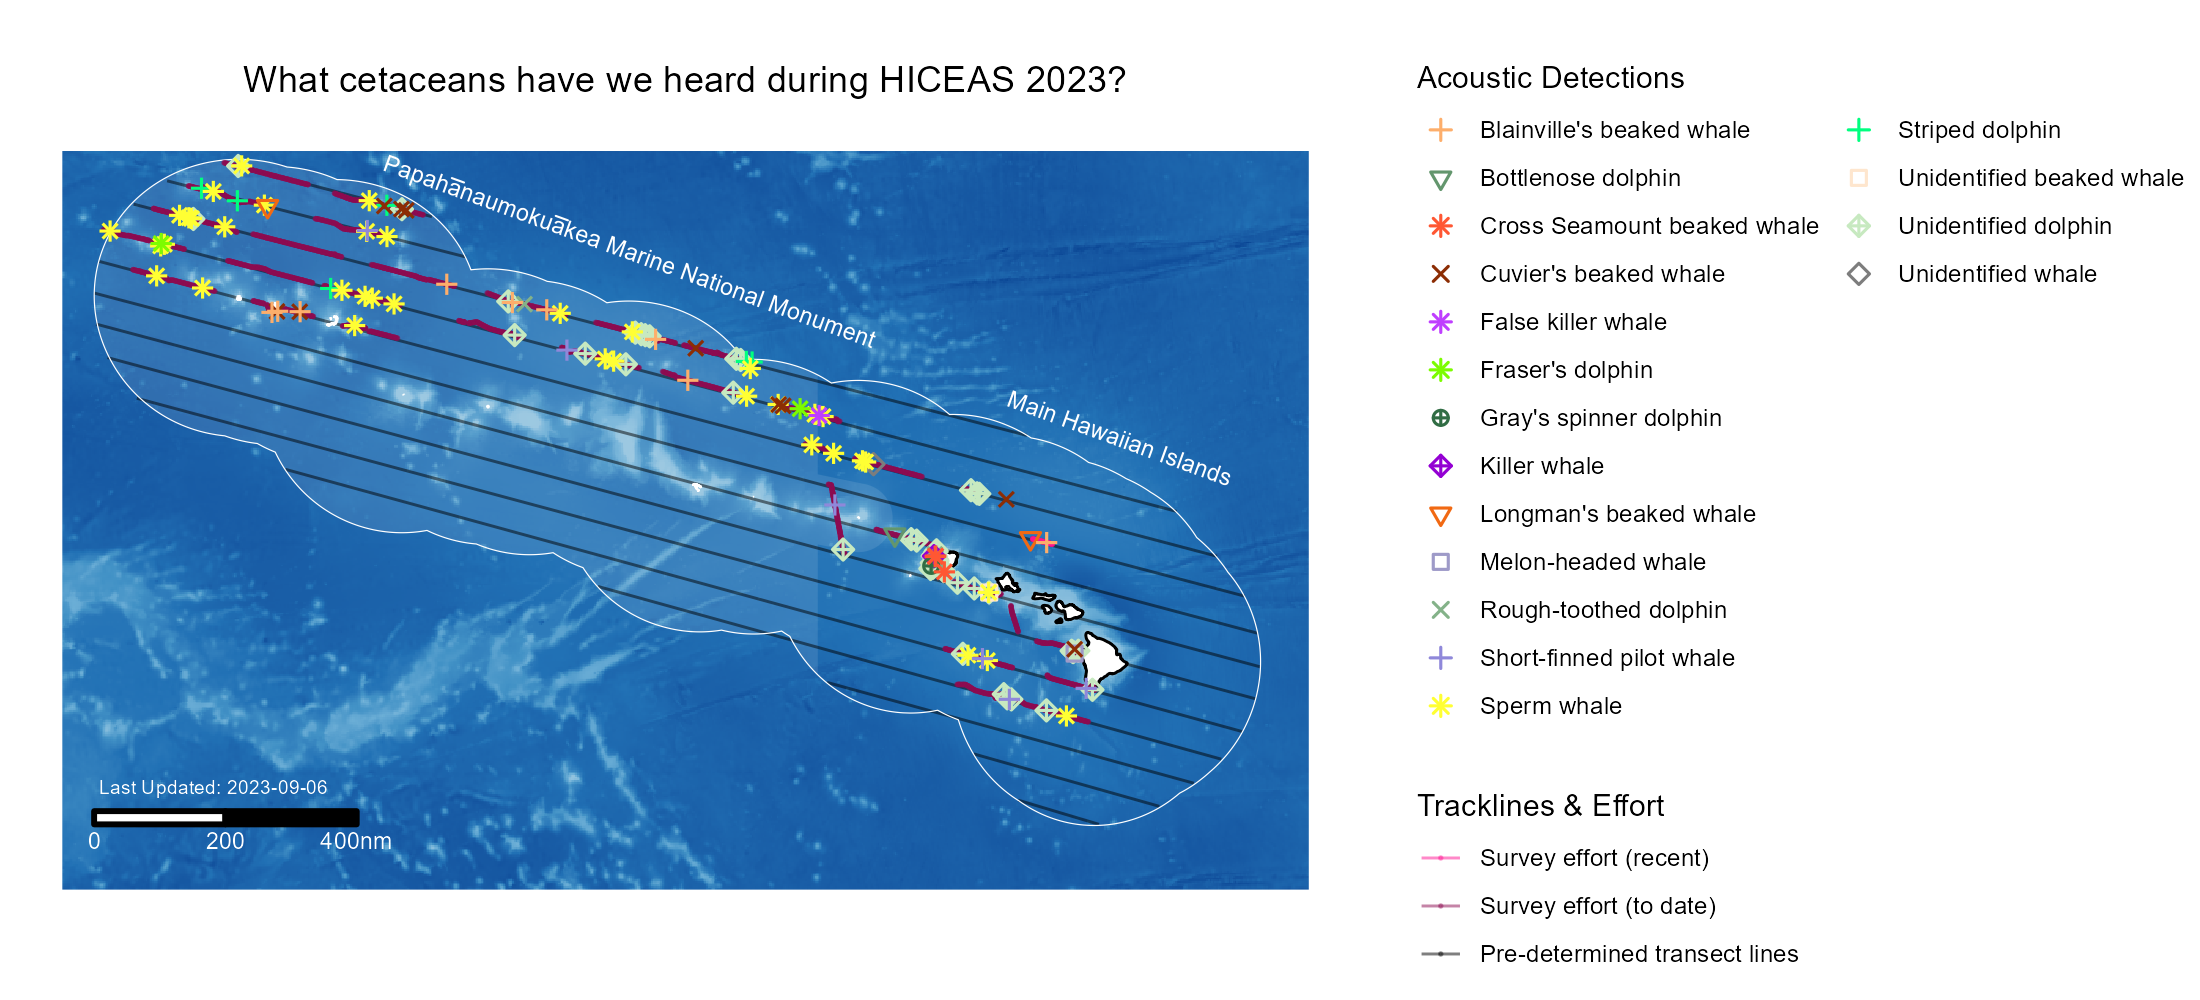 What cetaceans have we heard during HICEAS 2023?
Papahānaumokuākea Marine National Monument
Main Hawaiian Islands
Last Updated: 2023-09-06
0 200 400nm
Acoustic Detections
Blainville's beaked whale
Bottlenose dolphin
Cross Seamount beaked whale
Cuvier's beaked whale
False killer whale
Fraser's dolphin
Gray's spinner dolphin
Killer whale
Longman's beaked whale
Melon-headed whale
Rough-toothed dolphin
Short-finned pilot whale
Sperm whale
Striped dolphin
Unidentified beaked whale
Unidentified dolphin
Unidentified whale
Tracklines & Effort
Survey effort (recent)
Survey effort (to date)
Pre-determined transect lines